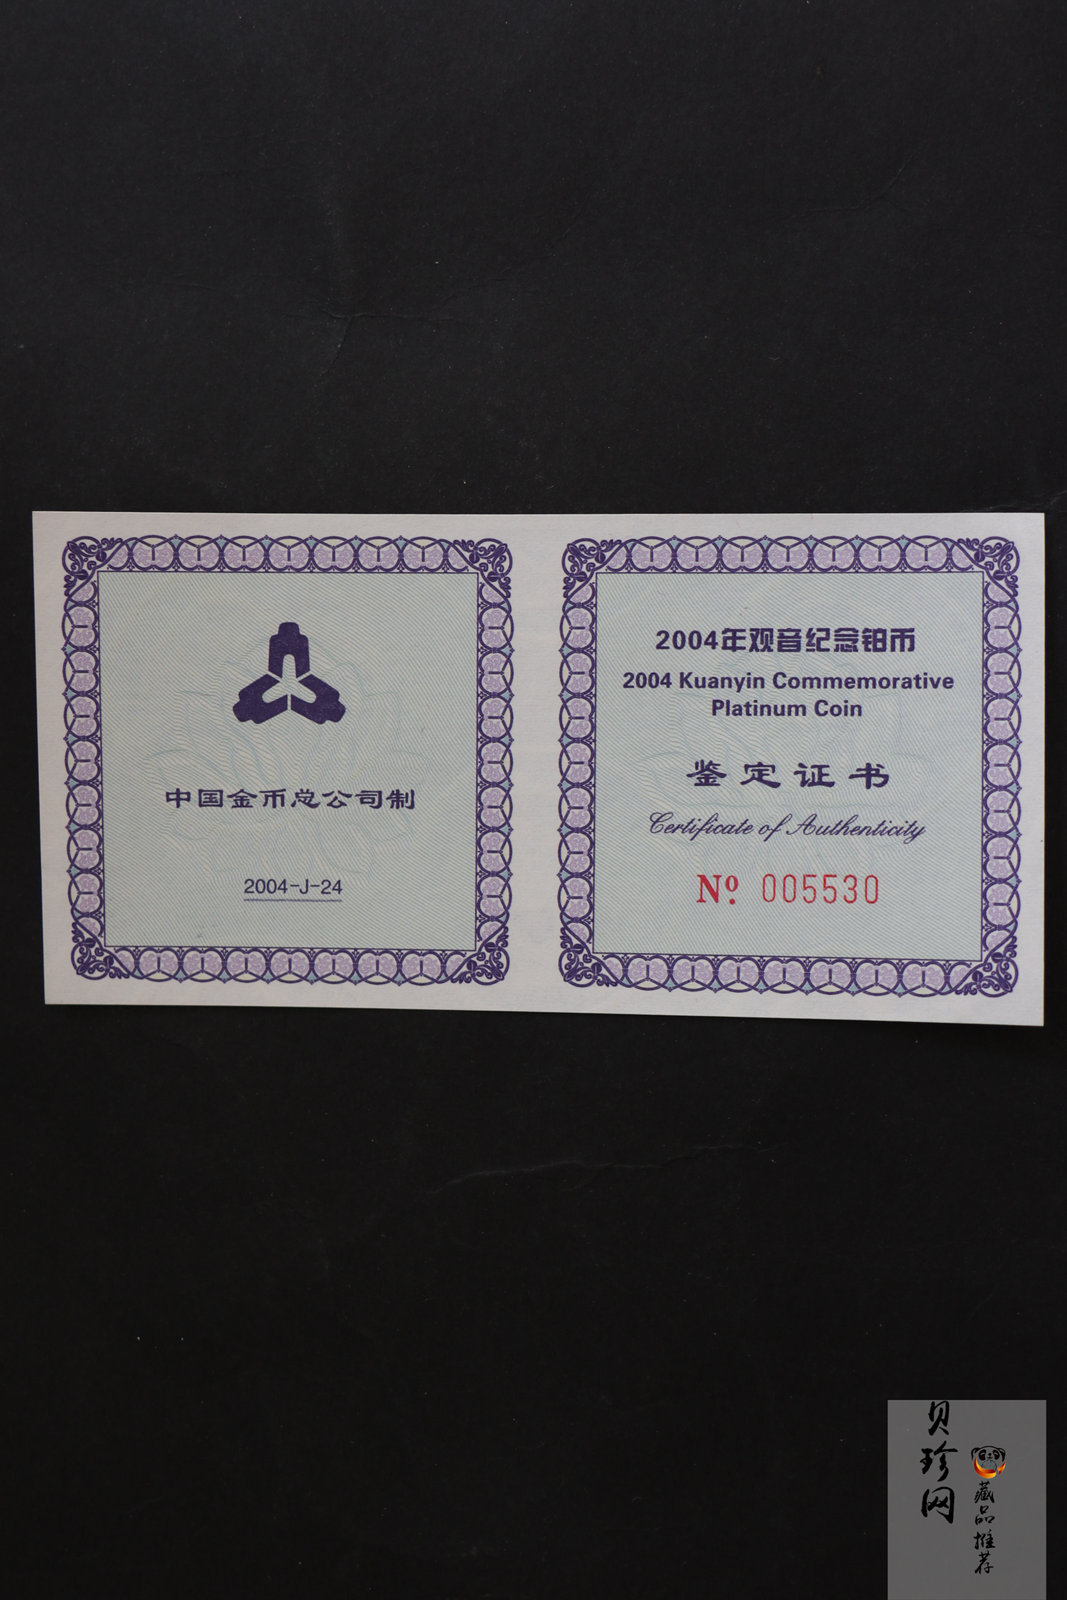 中国金币总公司制
2004-J-24
2004年观音纪念铂币
2004 Kuanyin Commemorative
Platinum Coin
鉴定证书
Certificate of Authenticity
Nº 005530
贝珍网
藏品推荐